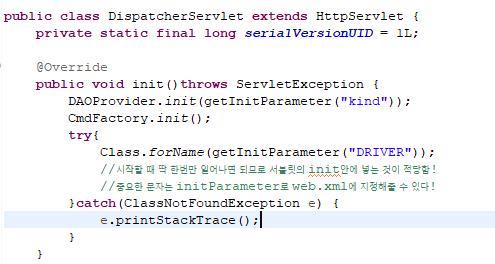 public class DispatcherServlet extends HttpServlet {
private static final long serialVersionUID = 1L;
@Override
public void init()throws ServletException {
DAOProvider.init(getInitParameter("kind"));
CmdFactory.init();
try{
Class.forName(getInitParameter("DRIVER"));
//시작할 때 딱 한번만 일어나면 되므로 서블릿의 init안에 넣는 것이 적당함!
//중요한 문자는 initParameter로 web.xml에 지정해줄 수 있다!
}catch(ClassNotFoundException e) {
e.printStackTrace();
}
}